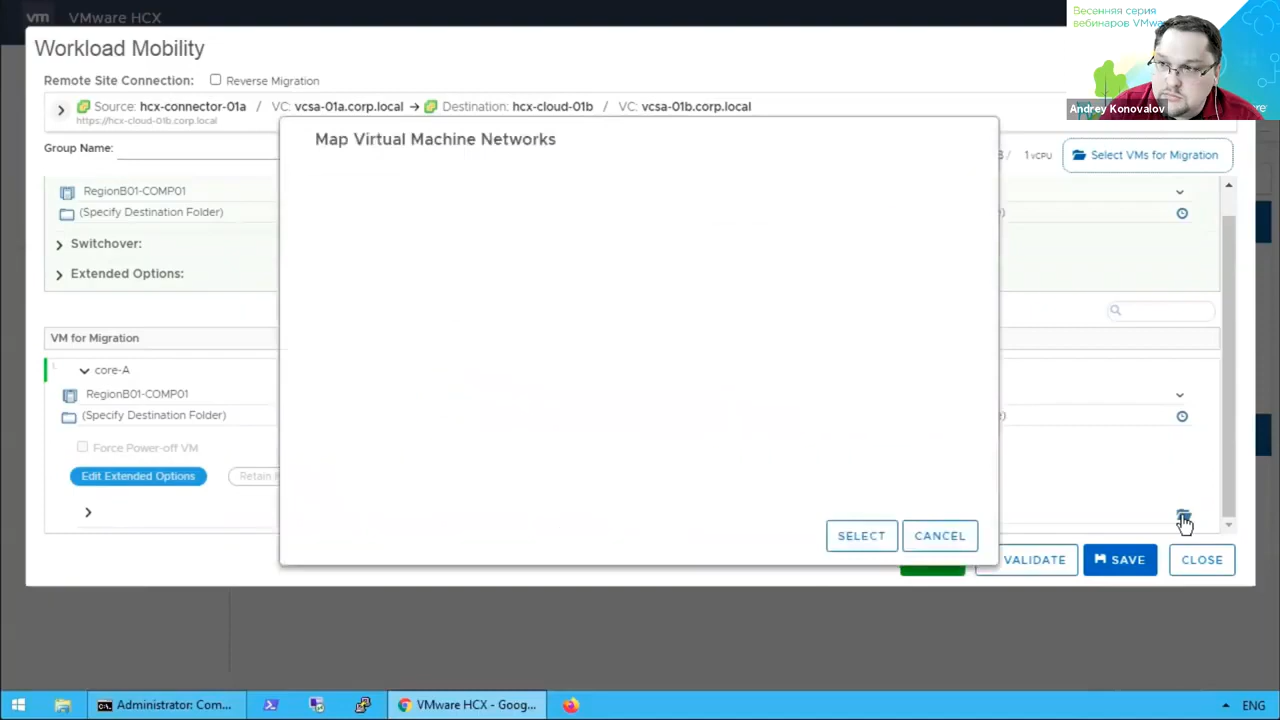 vm VMware HCX
Весенняя серия
вебинаров VMwa
Workload Mobility
Remote Site Connection: Reverse Migration
Source: hcx-connector-01a / VC: vcsa-01a.corp.local → Destination: hcx-cloud-01b / VC: vcsa-01b.corp.local
https://hcx-cloud-01b.corp.local
Andrey Konovalov
Map Virtual Machine Networks
Group Name:
1 vCPU
Select VMs for Migration
RegionB01-COMP01
(Specify Destination Folder)
Switchover:
Extended Options:
VM for Migration
core-A
RegionB01-COMP01
(Specify Destination Folder)
Force Power-off VM
Edit Extended Options
Retain
SELECT CANCEL
VALIDATE SAVE CLOSE
Administrator: Com... VMware HCX - Goog... ENG